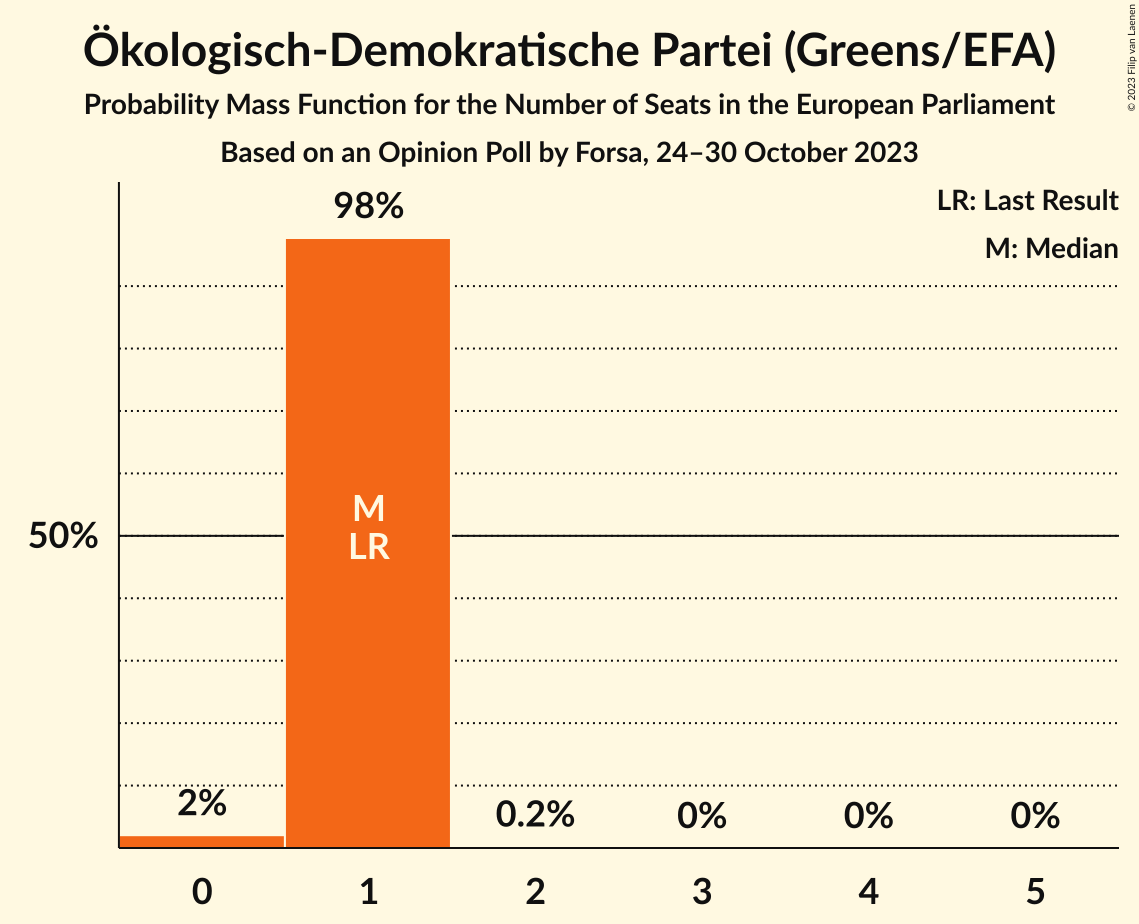 Ökologisch-Demokratische Partei (Greens/EFA)
Probability Mass Function for the Number of Seats in the European Parliament
Based on an Opinion Poll by Forsa, 24–30 October 2023
© 2023 Filip van Laenen
LR: Last Result
M: Median
98%
M
LR
50%
2%
0.2%
0%
0%
0%
0
1
2
3
4
5